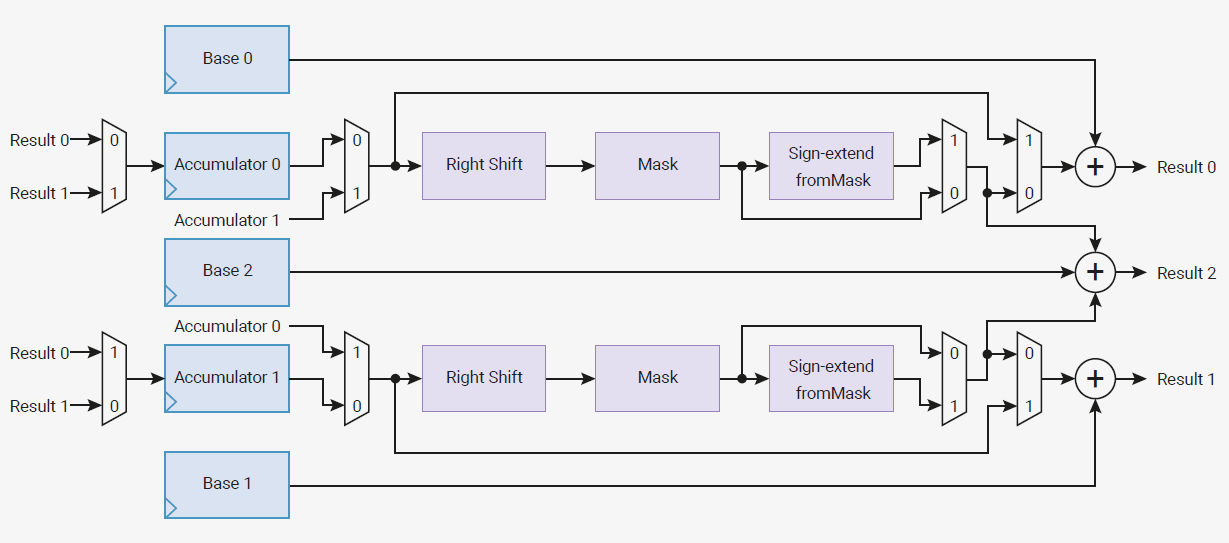 Base 0
Result 0
0
Accumulator 0
0
Right Shift
Mask
Sign-extend
fromMask
1
1
+
Result 0
Result 1
1
1
0
0
Accumulator 1
Base 2
+
Result 2
Accumulator 0
Result 0
1
Accumulator 1
1
Right Shift
Mask
Sign-extend
fromMask
0
0
+
Result 1
Result 1
0
0
1
1
Base 1